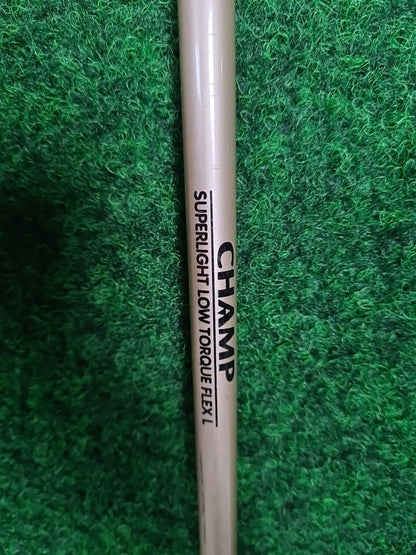 CHAMP
SUPERLIGHT LOW TORQUE FLEX L